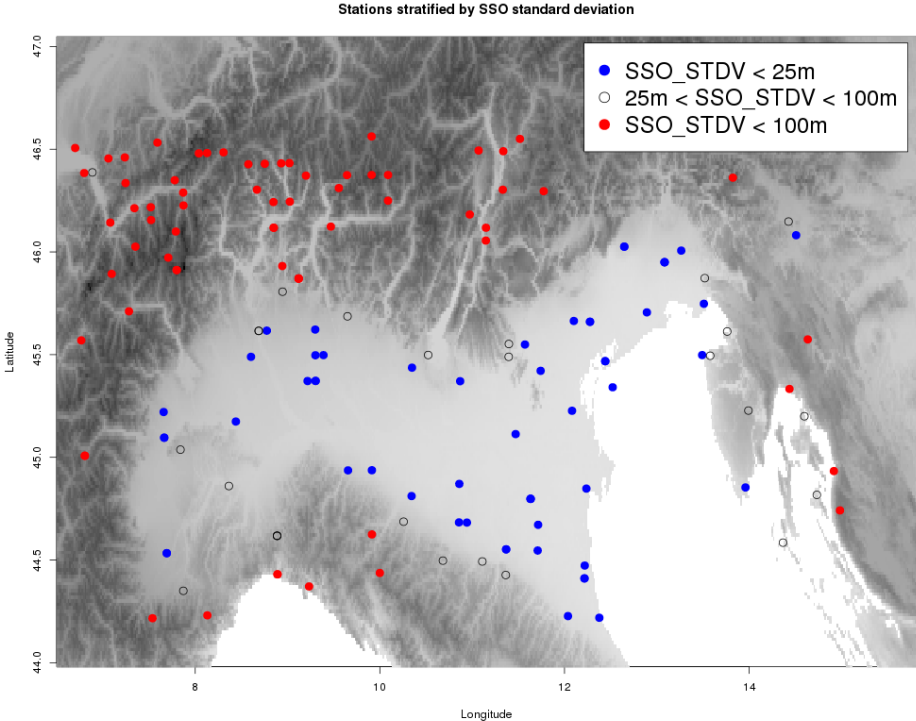 Stations stratified by SSO standard deviation
SSO_STDV < 25m
25m < SSO_STDV < 100m
SSO_STDV < 100m
Latitude
47.0
46.5
46.0
45.5
45.0
44.5
44.0
8 10 12 14
Longitude